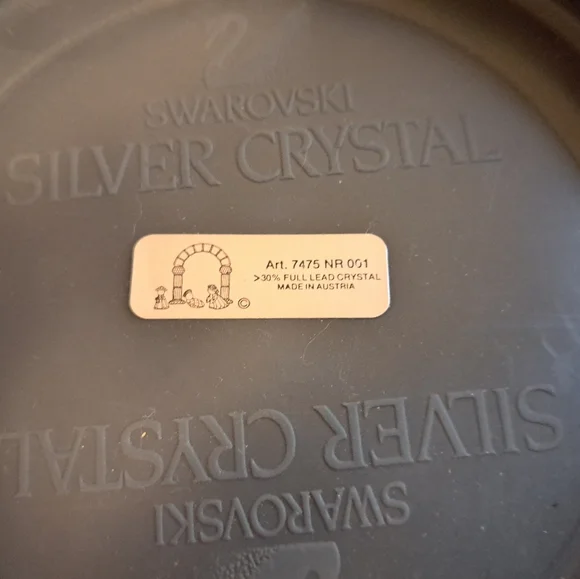 SWAROVSKI
SILVER CRYSTAL
Art. 7475 NR 001
>30% FULL LEAD CRYSTAL
MADE IN AUSTRIA
©
SILVER CRYSTAL
SWAROVSKI